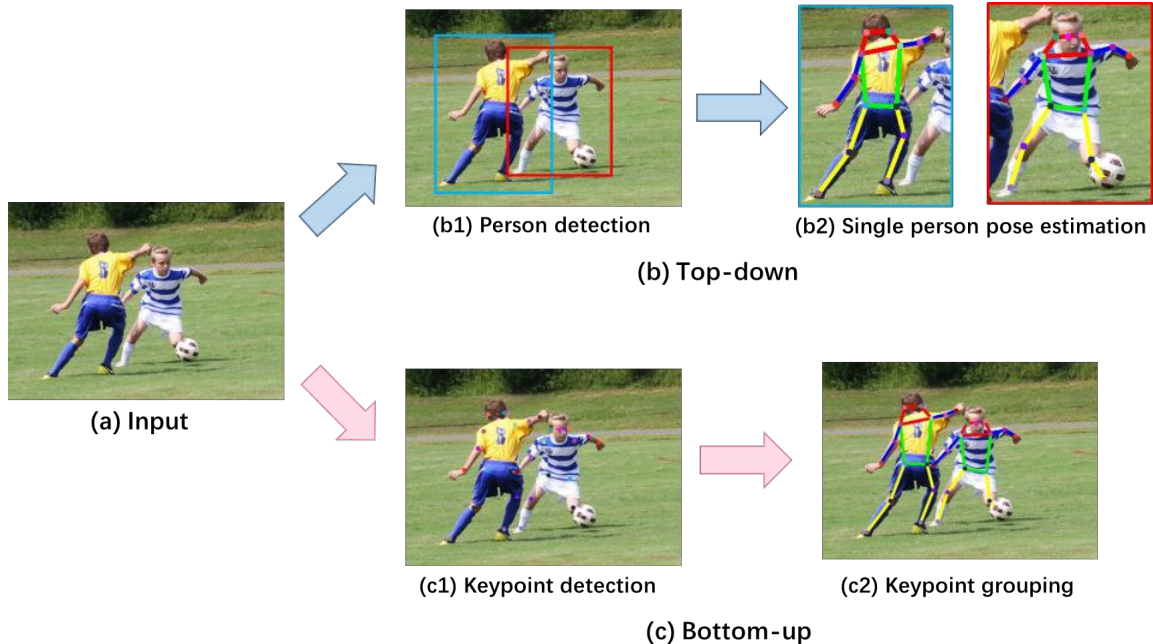 (b1) Person detection
(b2) Single person pose estimation
(b) Top-down
(a) Input
(c1) Keypoint detection
(c2) Keypoint grouping
(c) Bottom-up